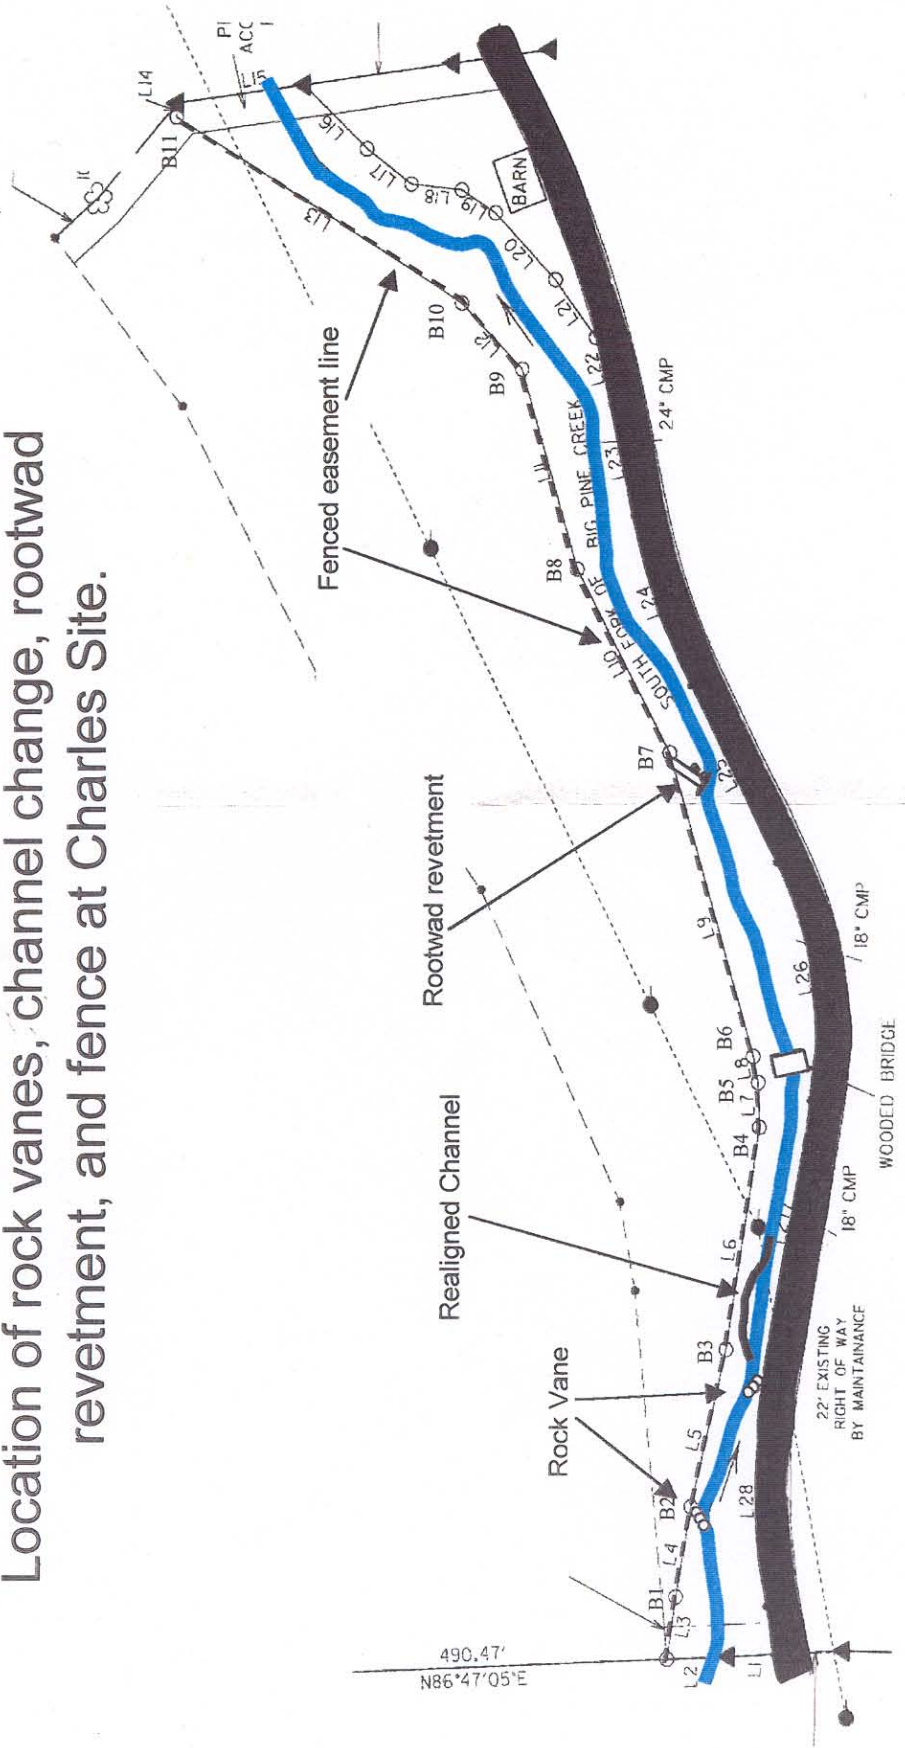 Location of rock vanes, channel change, rootwad
revetment, and fence at Charles Site.
Fenced easement line
Rootwad revetment
Realigned Channel
Rock Vane
490.47'
N86°47'05"E
B1
B2
B3
B4
B5
B6
B7
B8
B9
B10
B11
L1
L2
L3
L4
L5
L6
L7
L8
L9
L10
L11
L12
L13
L14
L15
L16
L17
L18
L19
L20
L21
L22
L23
L24
L25
L26
L27
L28
SOUTH FORK OF BIG PINE CREEK
BARN
24" CMP
18" CMP
WOODED BRIDGE
18" CMP
22' EXISTING
RIGHT OF WAY
BY MAINTAINANCE
ACC